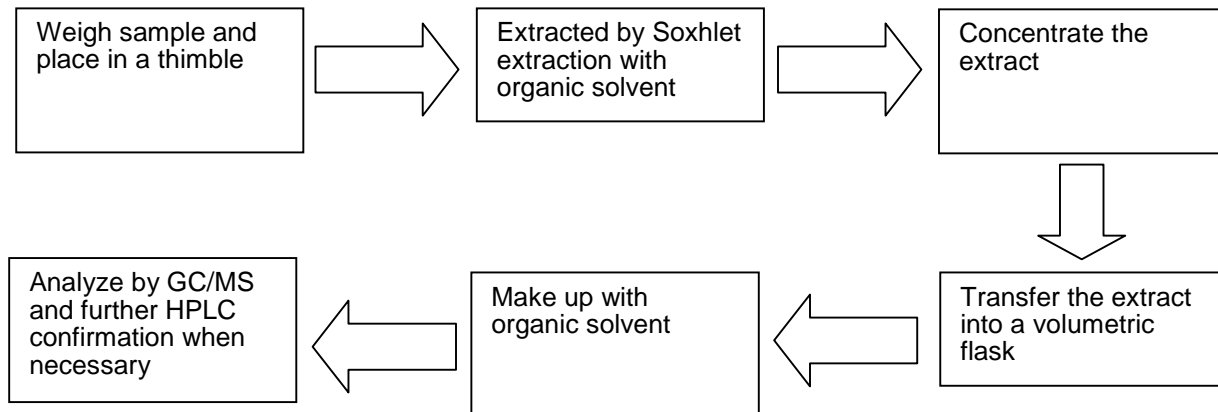 Weigh sample and
place in a thimble
Extracted by Soxhlet
extraction with
organic solvent
Concentrate the
extract
Transfer the extract
into a volumetric
flask
Make up with
organic solvent
Analyze by GC/MS
and further HPLC
confirmation when
necessary